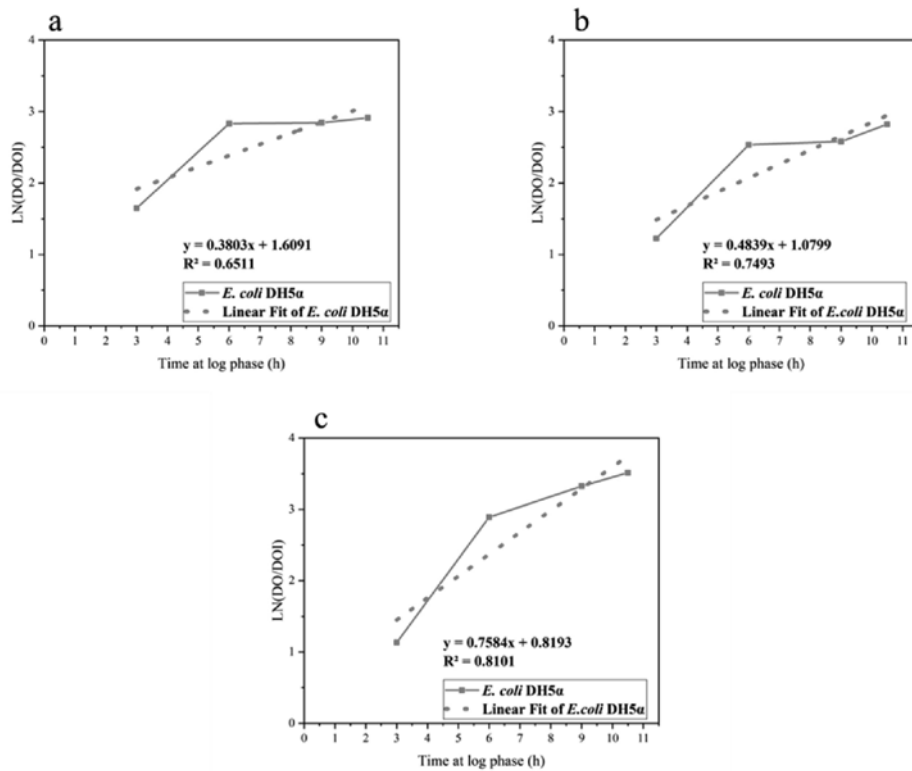 a
4
3
2
1
0
LN(DO/DOI)
y = 0.3803x + 1.6091
R² = 0.6511
E. coli DH5α
Linear Fit of E. coli DH5α
0 1 2 3 4 5 6 7 8 9 10 11
Time at log phase (h)
b
4
3
2
1
0
LN(DO/DOI)
y = 0.4839x + 1.0799
R² = 0.7493
E. coli DH5α
Linear Fit of E.coli DH5α
0 1 2 3 4 5 6 7 8 9 10 11
Time at log phase (h)
c
4
3
2
1
0
LN(DO/DOI)
y = 0.7584x + 0.8193
R² = 0.8101
E. coli DH5α
Linear Fit of E.coli DH5α
0 1 2 3 4 5 6 7 8 9 10 11
Time at log phase (h)